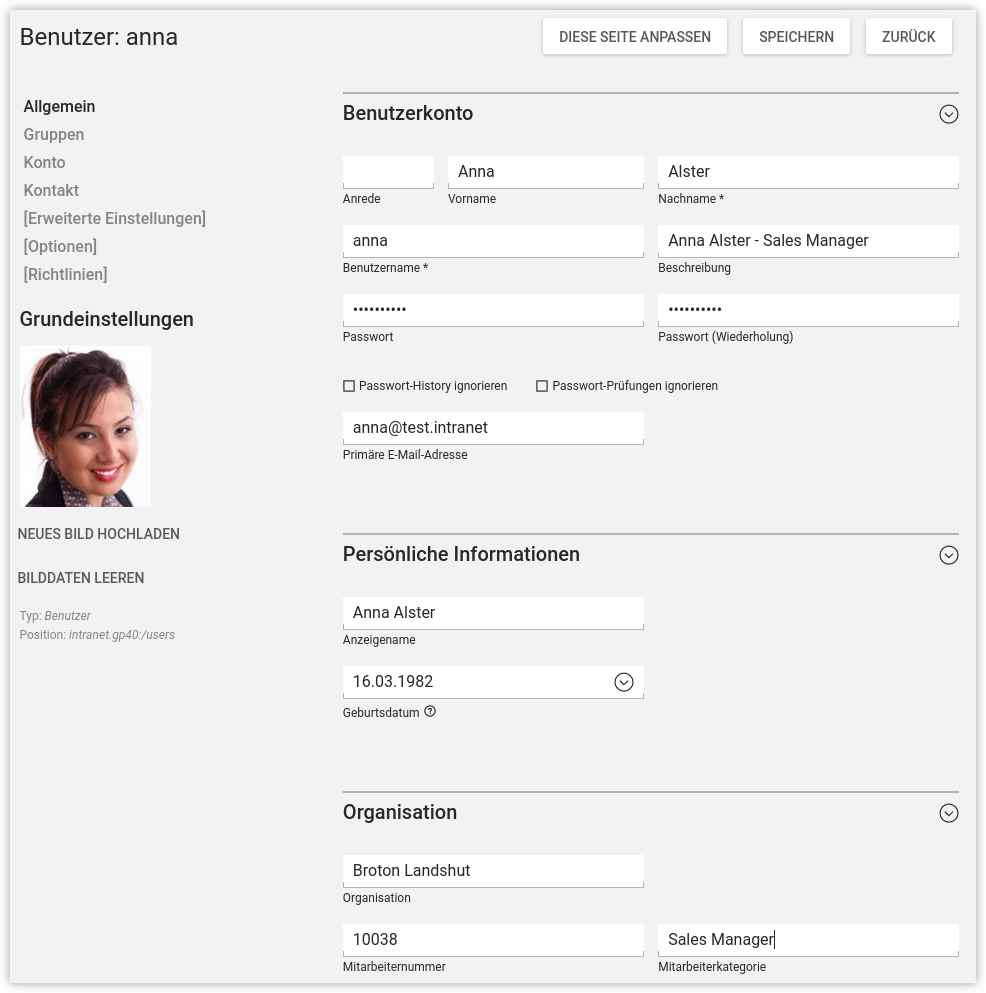 Benutzer: anna
DIESE SEITE ANPASSEN
SPEICHERN
ZURÜCK
Allgemein
Gruppen
Konto
Kontakt
[Erweiterte Einstellungen]
[Optionen]
[Richtlinien]
Grundeinstellungen
NEUES BILD HOCHLADEN
BILDDATEN LEEREN
Typ: Benutzer
Position: intranet.gp40:/users
Benutzerkonto
Anna Alster
Anrede Vorname Nachname *
anna Anna Alster - Sales Manager
Benutzername * Beschreibung
•••••••••• ••••••••••
Passwort Passwort (Wiederholung)
Passwort-History ignorieren Passwort-Prüfungen ignorieren
anna@test.intranet
Primäre E-Mail-Adresse
Persönliche Informationen
Anna Alster
Anzeigename
16.03.1982
Geburtsdatum ?
Organisation
Broton Landshut
Organisation
10038 Sales Manager
Mitarbeiternummer Mitarbeiterkategorie